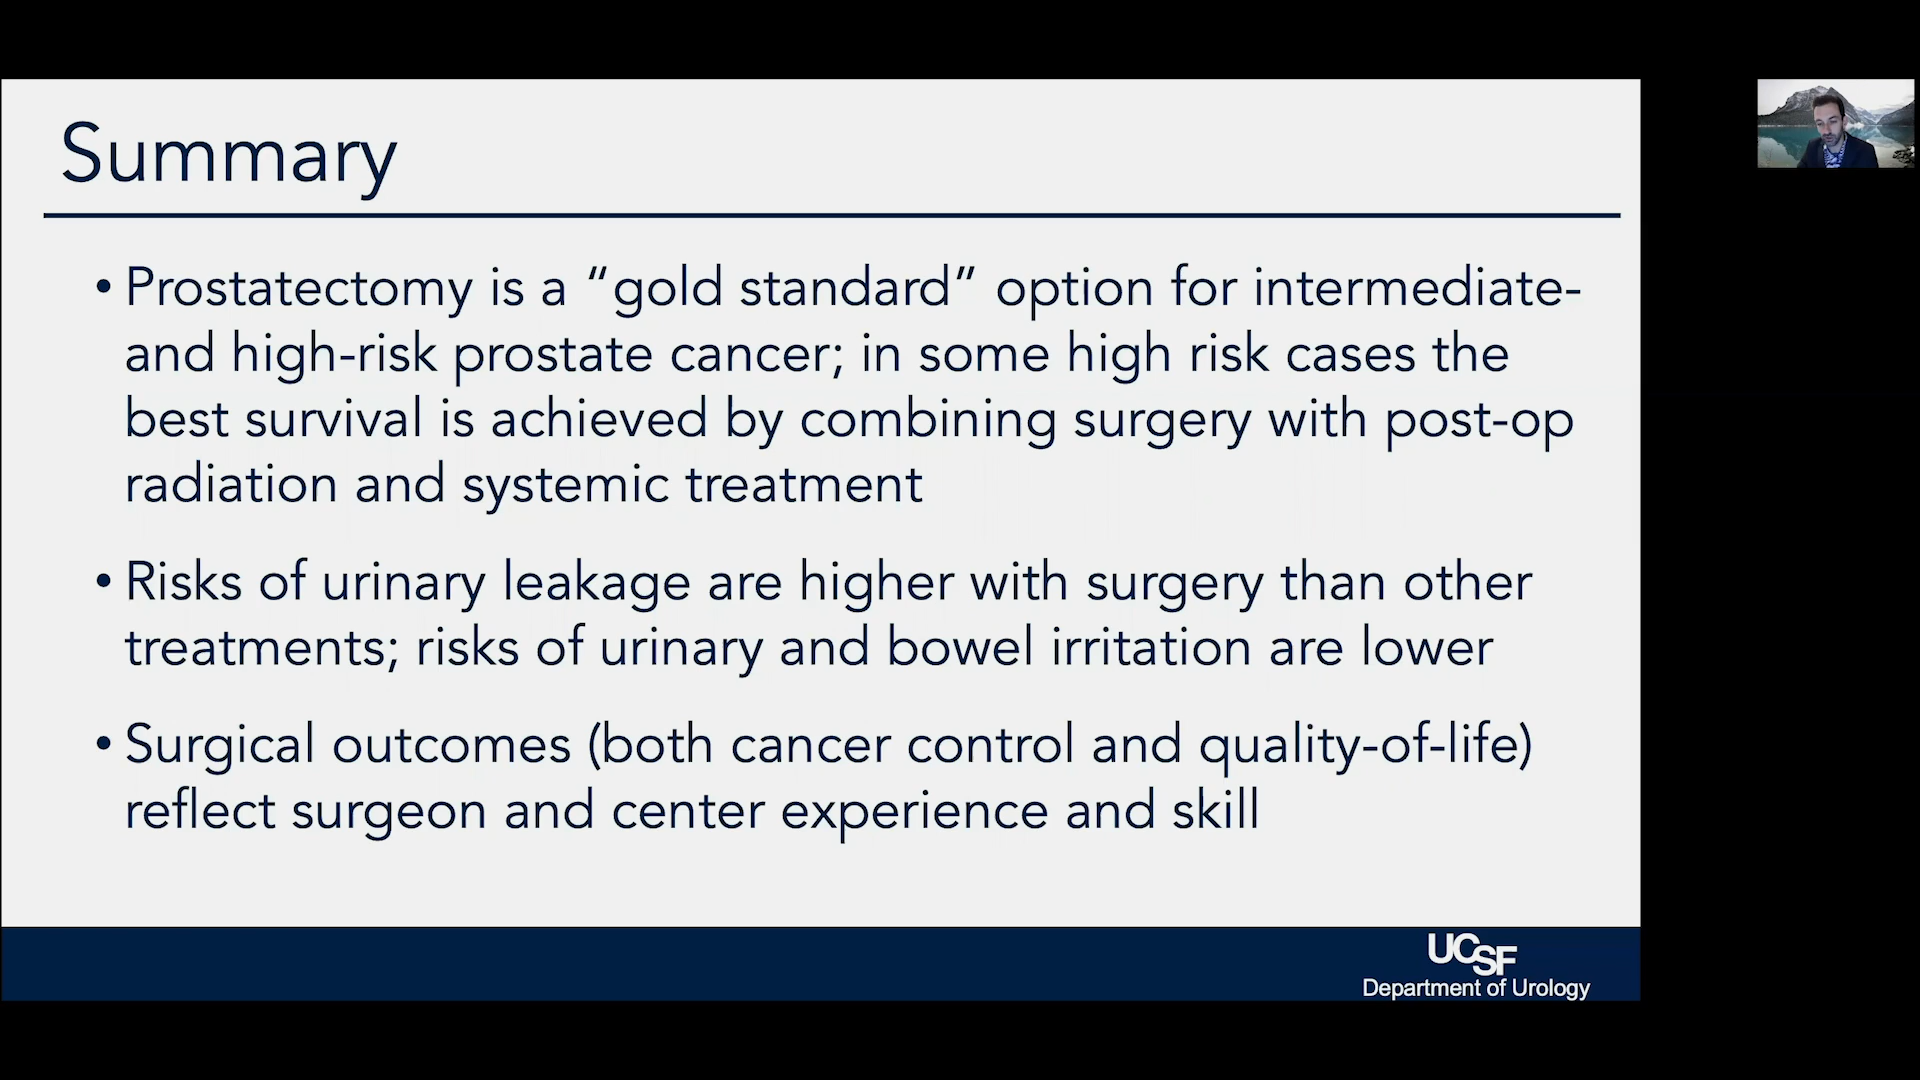 Summary
• Prostatectomy is a “gold standard” option for intermediate-
and high-risk prostate cancer; in some high risk cases the
best survival is achieved by combining surgery with post-op
radiation and systemic treatment
• Risks of urinary leakage are higher with surgery than other
treatments; risks of urinary and bowel irritation are lower
• Surgical outcomes (both cancer control and quality-of-life)
reflect surgeon and center experience and skill
UCSF
Department of Urology